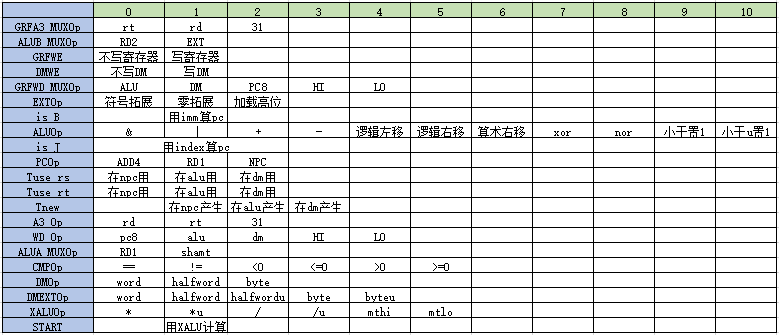 0 1 2 3 4 5 6 7 8 9 10
GRFA3 MUXOp rt rd 31
ALUB MUXOp RD2 EXT
GRFWE 不写寄存器 写寄存器
DMWE 不写DM 写DM
GRFWD MUXOp ALU DM PC8 HI LO
EXTOp 符号拓展 零拓展 加载高位
is B 用imm算pc
ALUOp & | + - 逻辑左移 逻辑右移 算术右移 xor nor 小于置1 小于u置1
is J 用index算pc
PCOp ADD4 RD1 NPC
Tuse rs 在npc用 在alu用 在dm用
Tuse rt 在npc用 在alu用 在dm用
Tnew 在npc产生 在alu产生 在dm产生
A3 Op rd rt 31
WD Op pc8 alu dm HI LO
ALUA MUXOp RD1 shamt
CMPOp == != <0 <=0 >0 >=0
DMOp word halfword byte
DMEXTOp word halfword halfwordu byte byteu
XALUOp * *u / /u mthi mtlo
START 用XALU计算